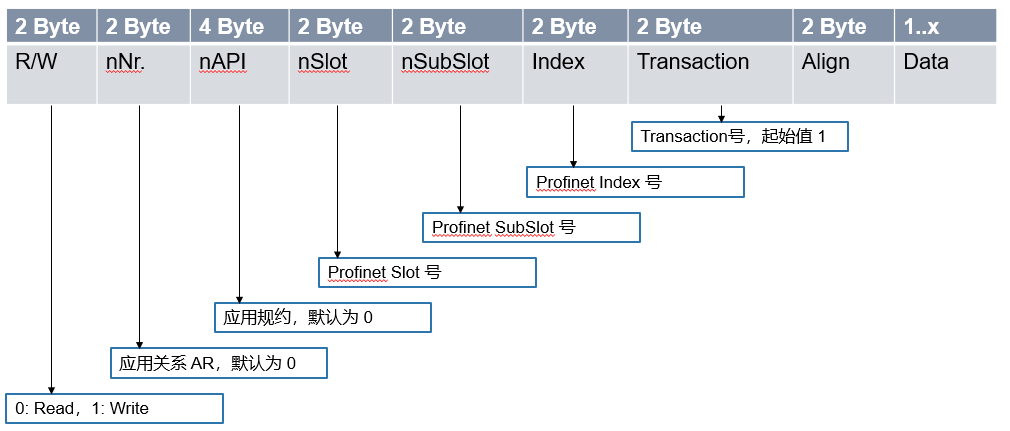 2 Byte 2 Byte 4 Byte 2 Byte 2 Byte 2 Byte 2 Byte 2 Byte 1..x
R/W nNr. nAPI nSlot nSubSlot Index Transaction Align Data
Transaction号，起始值 1
Profinet Index 号
Profinet SubSlot 号
Profinet Slot 号
应用规约，默认为 0
应用关系 AR，默认为 0
0: Read，1: Write